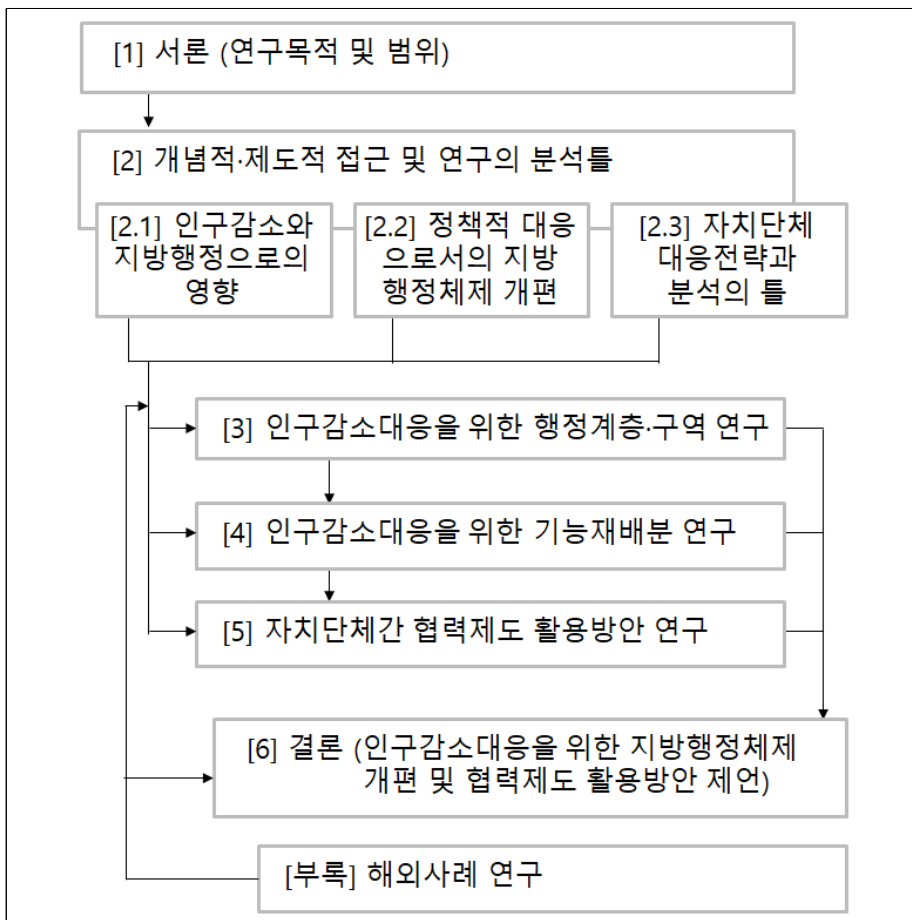 [1] 서론 (연구목적 및 범위)
[2] 개념적·제도적 접근 및 연구의 분석틀
[2.1] 인구감소와
지방행정으로의
영향
[2.2] 정책적 대응
으로서의 지방
행정체제 개편
[2.3] 자치단체
대응전략과
분석의 틀
[3] 인구감소대응을 위한 행정계층·구역 연구
[4] 인구감소대응을 위한 기능재배분 연구
[5] 자치단체간 협력제도 활용방안 연구
[6] 결론 (인구감소대응을 위한 지방행정체제
개편 및 협력제도 활용방안 제언)
[부록] 해외사례 연구